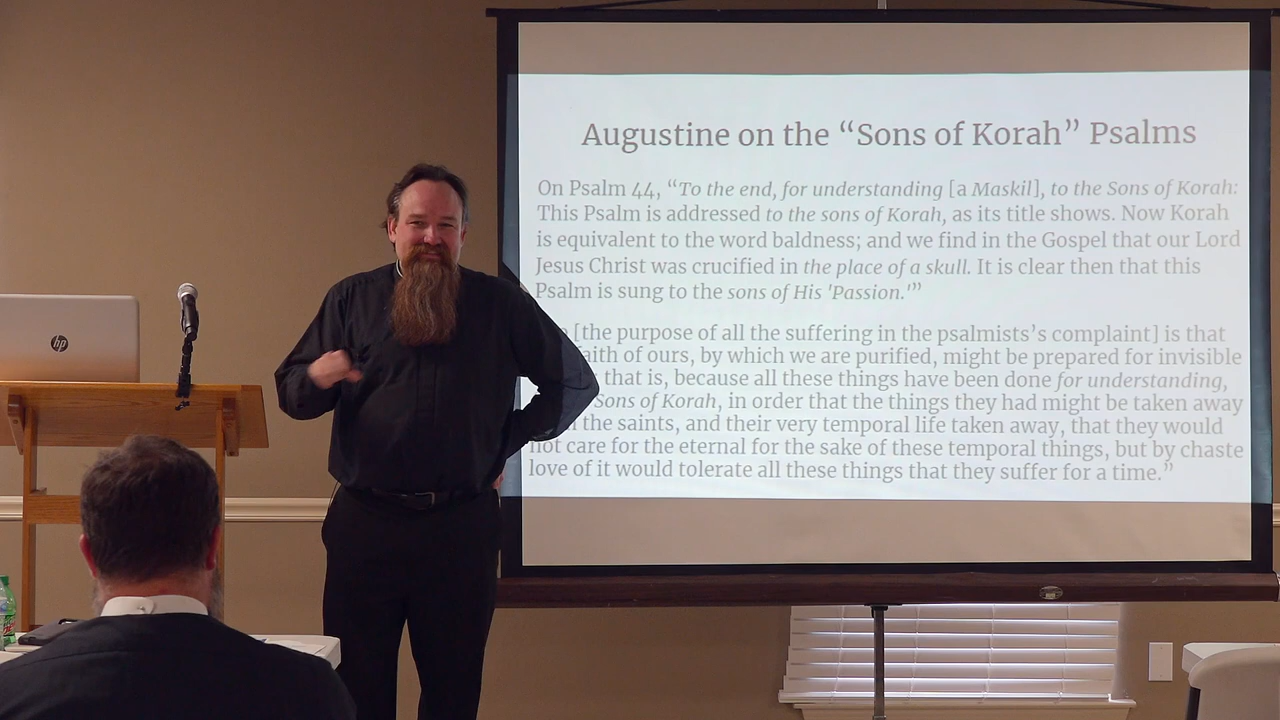 Augustine on the “Sons of Korah” Psalms
On Psalm 44, “To the end, for understanding [a Maskil], to the Sons of Korah:
This Psalm is addressed to the sons of Korah, as its title shows. Now Korah
is equivalent to the word baldness; and we find in the Gospel that our Lord
Jesus Christ was crucified in the place of a skull. It is clear then that this
Psalm is sung to the sons of His 'Passion.'”
[the purpose of all the suffering in the psalmists’s complaint] is that
of ours, by which we are purified, might be prepared for invisible
that is, because all these things have been done for understanding,
Sons of Korah, in order that the things they had might be taken away
the saints, and their very temporal life taken away, that they would
not care for the eternal for the sake of these temporal things, but by chaste
love of it would tolerate all these things that they suffer for a time.”
hp